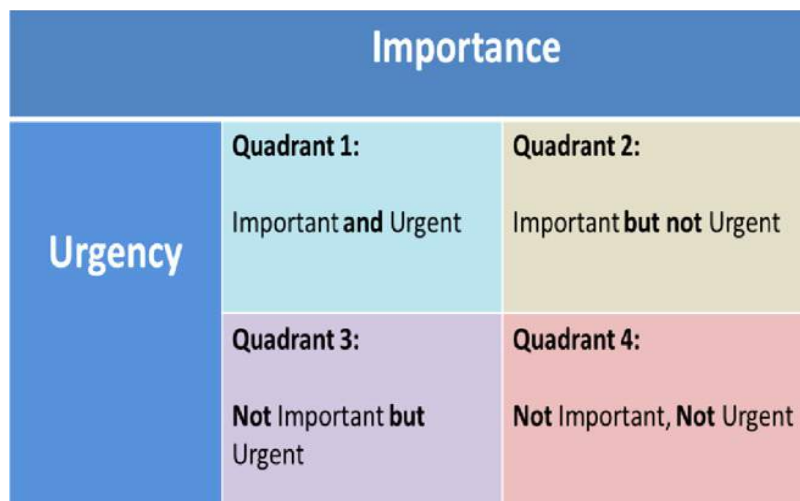 Importance
Urgency
Quadrant 1:
Important and Urgent
Quadrant 2:
Important but not Urgent
Quadrant 3:
Not Important but
Urgent
Quadrant 4:
Not Important, Not Urgent